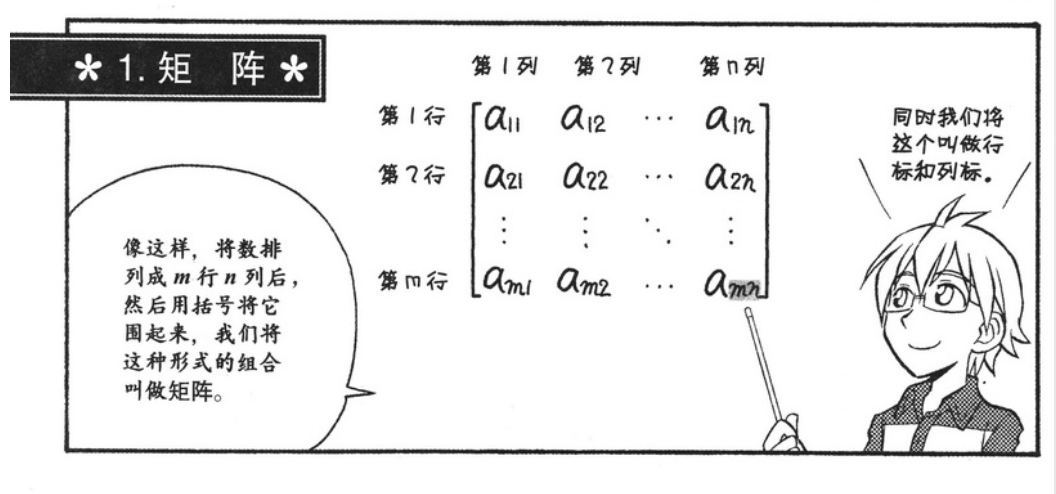 * 1. 矩 阵 *
第1列 第2列 第n列
第1行 a11 a12 … a1n
第2行 a21 a22 … a2n
⋮ ⋮ ⋱ ⋮
第m行 am1 am2 … amn
同时我们将
这个叫做行
标和列标。
像这样，将数排
列成 m 行 n 列后，
然后用括号将它
围起来，我们将
这种形式的组合
叫做矩阵。